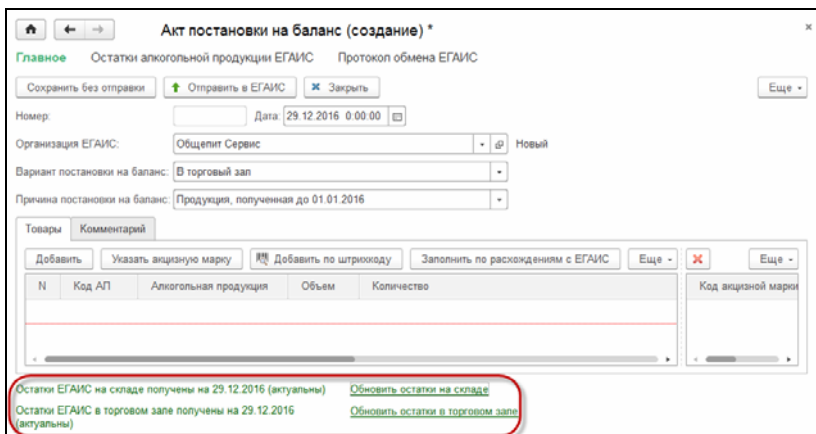 Акт постановки на баланс (создание) *
Главное Остатки алкогольной продукции ЕГАИС Протокол обмена ЕГАИС
Сохранить без отправки Отправить в ЕГАИС Закрыть Еще
Номер: Дата: 29.12.2016 0:00:00
Организация ЕГАИС: Общепит Сервис Новый
Вариант постановки на баланс: В торговый зал
Причина постановки на баланс: Продукция, полученная до 01.01.2016
Товары Комментарий
Добавить Указать акцизную марку Добавить по штрихкоду Заполнить по расхождениям с ЕГАИС Еще Еще
N Код АП Алкогольная продукция Объем Количество Код акцизной марки
Остатки ЕГАИС на складе получены на 29.12.2016 (актуальны) Обновить остатки на складе
Остатки ЕГАИС в торговом зале получены на 29.12.2016 Обновить остатки в торговом зале
(актуальны)